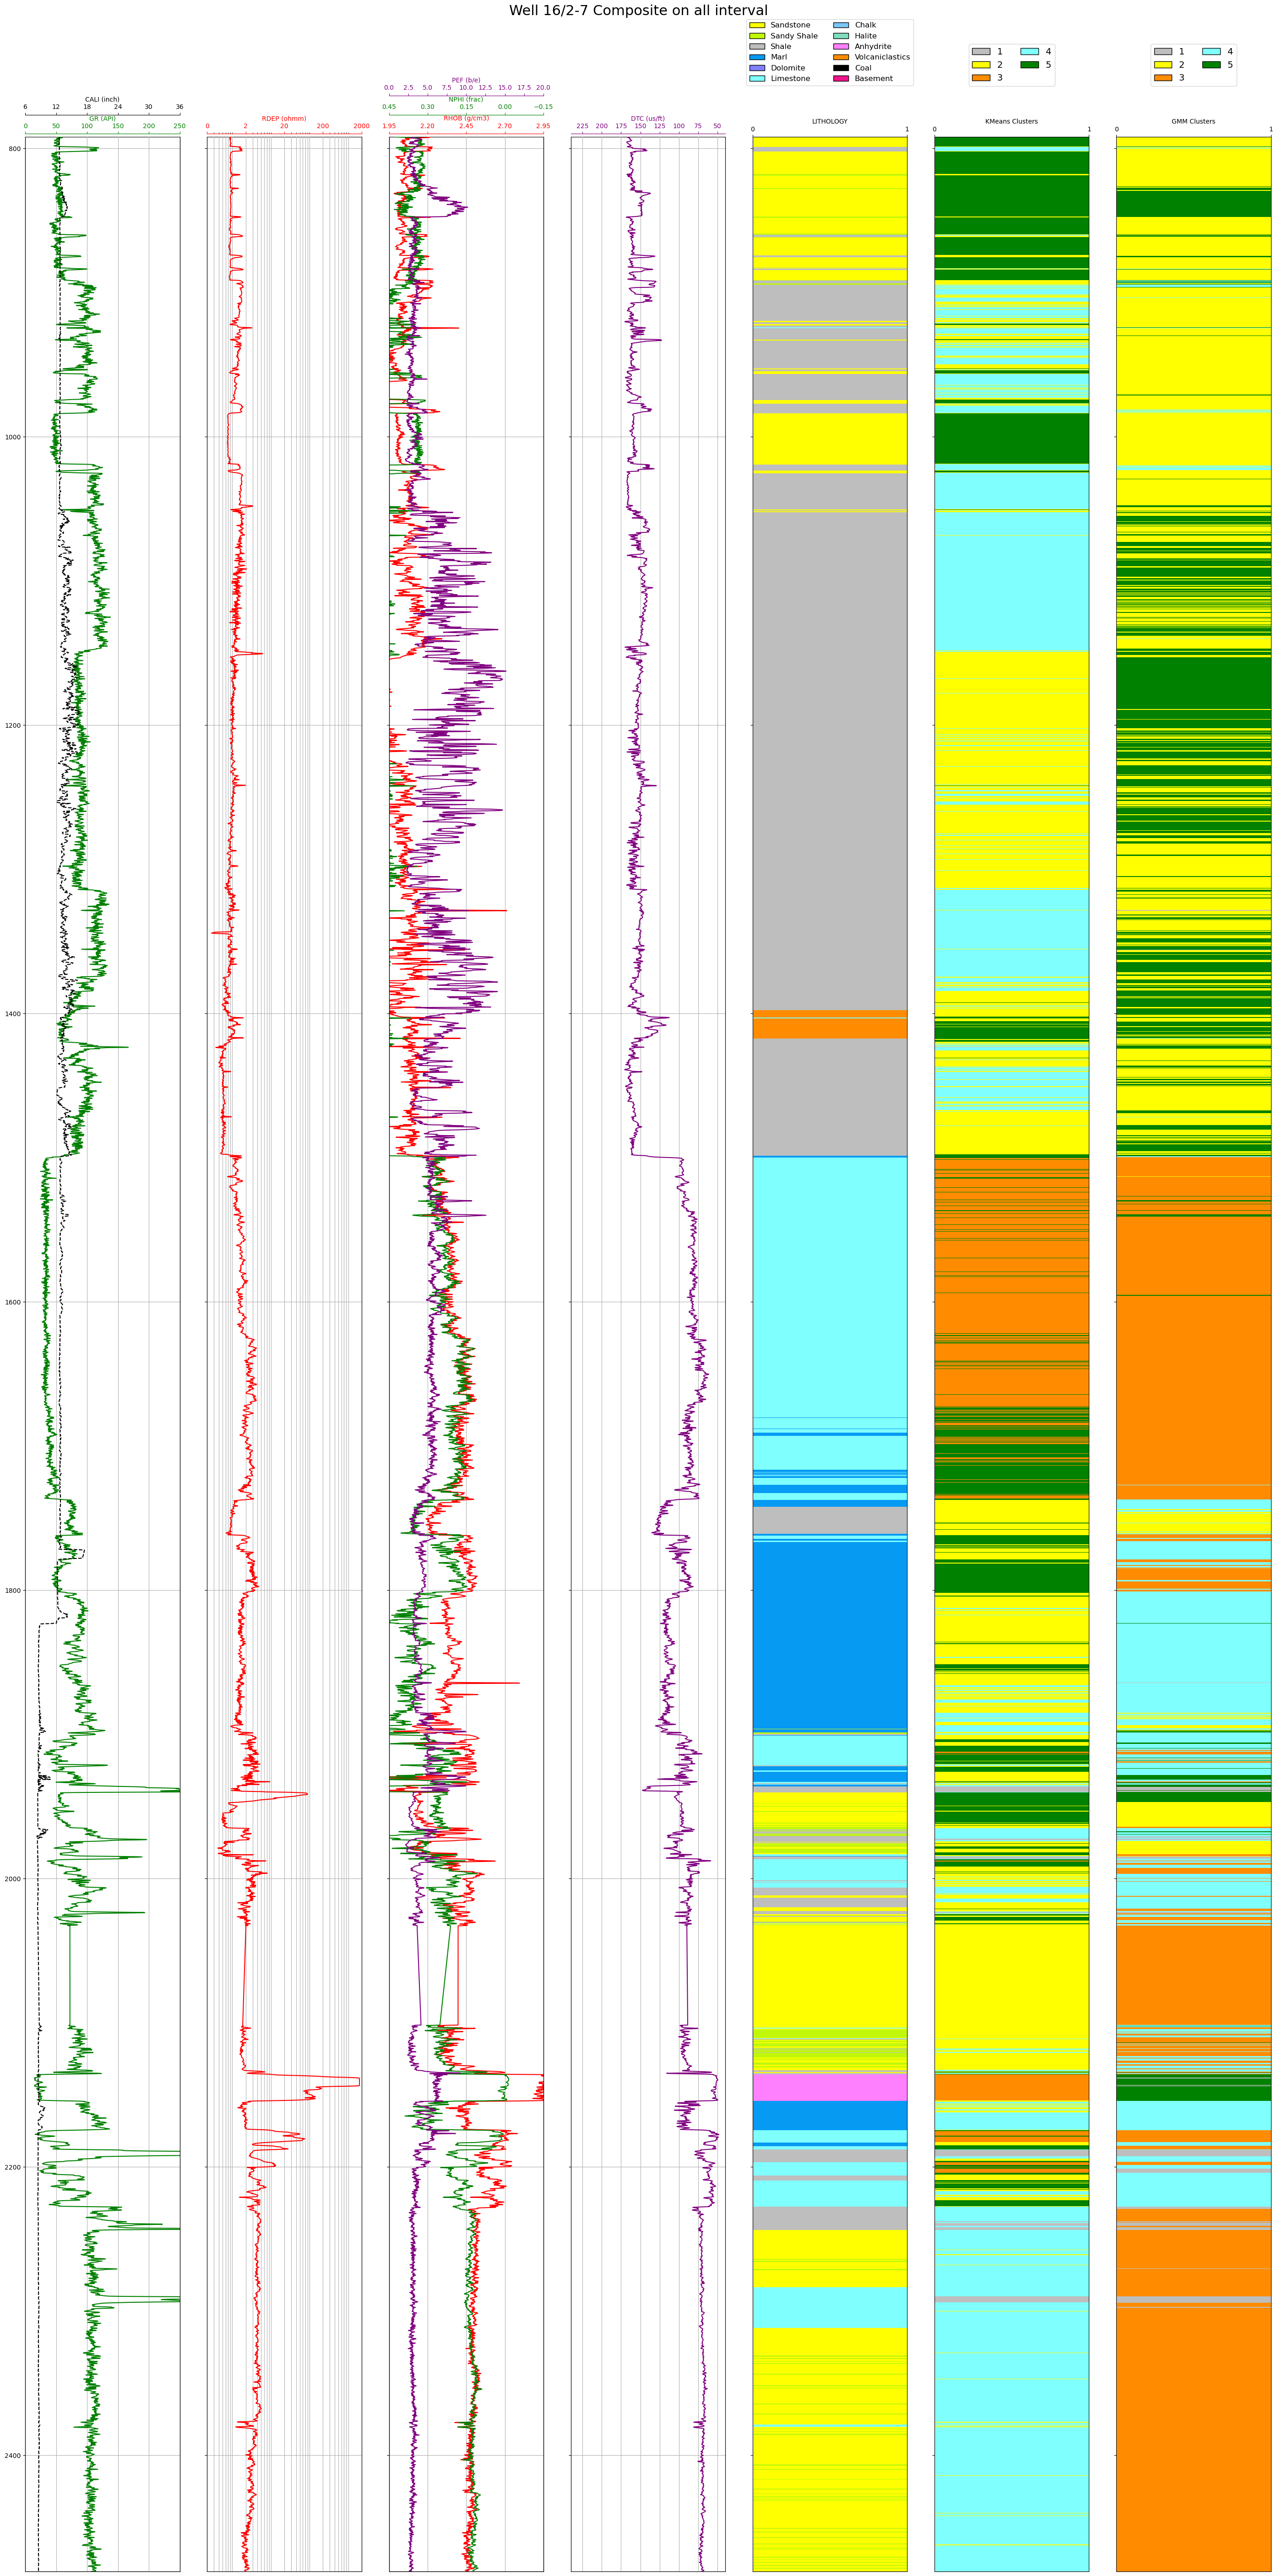 Well 16/2-7 Composite on all interval
Sandstone Chalk
Sandy Shale Halite
Shale Anhydrite
Marl Volcaniclastics
Dolomite Coal
Limestone Basement
1 4
2 5
3
1 4
2 5
3
PEF (b/e)
0.0 2.5 5.0 7.5 10.0 12.5 15.0 17.5 20.0
CALI (inch)
6 12 18 24 30 36
NPHI (frac)
0.45 0.30 0.15 0.00 −0.15
GR (API)
0 50 100 150 200 250
RDEP (ohmm)
0 2 20 200 2000
RHOB (g/cm3)
1.95 2.20 2.45 2.70 2.95
DTC (us/ft)
225 200 175 150 125 100 75 50
LITHOLOGY
0 1
KMeans Clusters
0 1
GMM Clusters
0 1
800
1000
1200
1400
1600
1800
2000
2200
2400